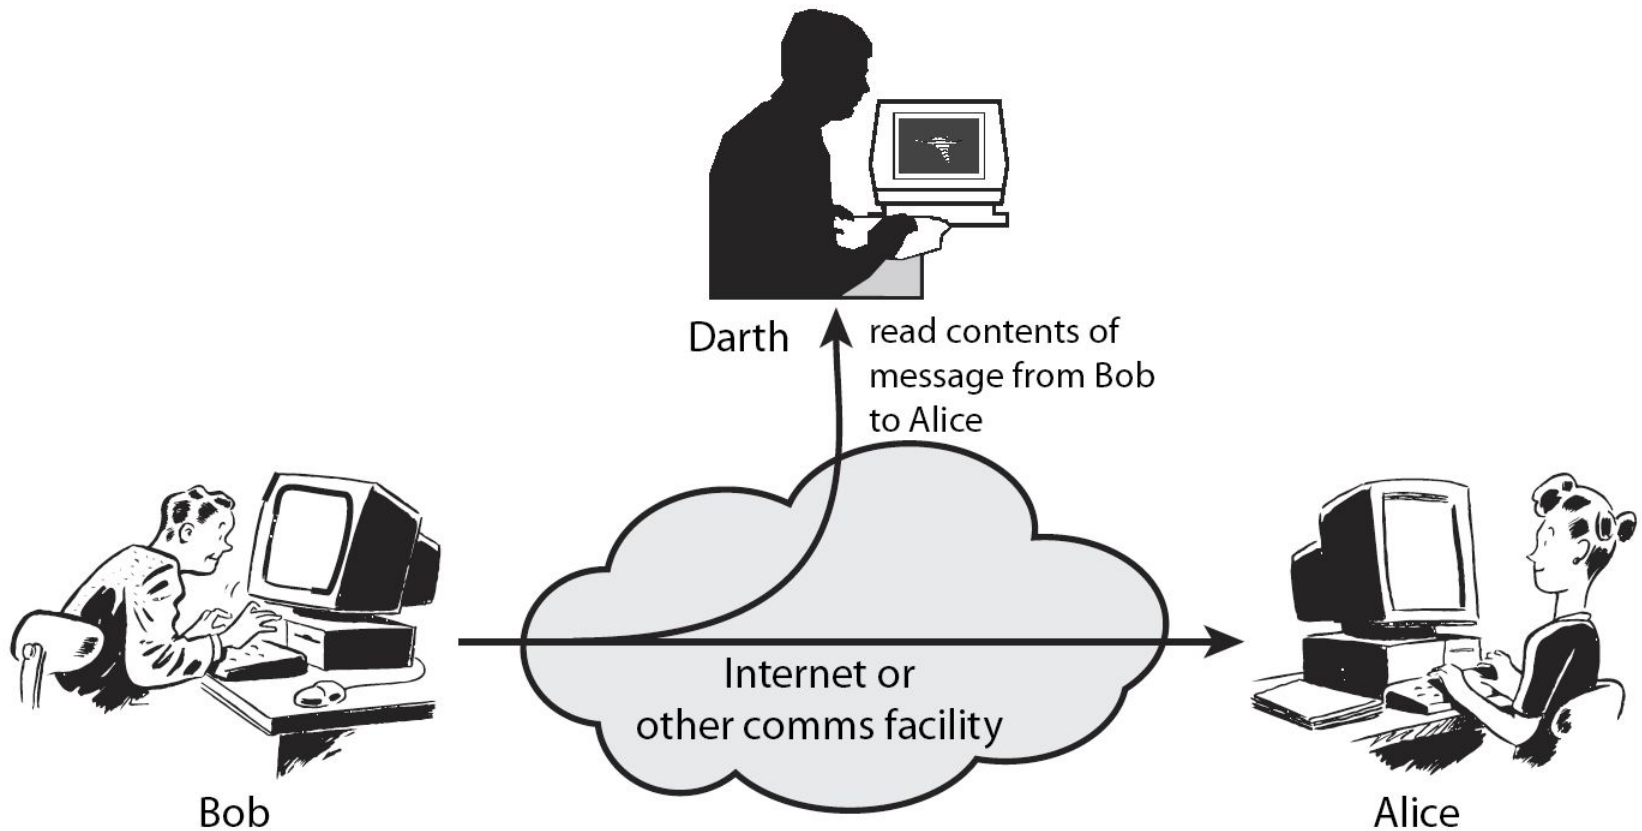 Darth
read contents of
message from Bob
to Alice
Internet or
other comms facility
Bob
Alice